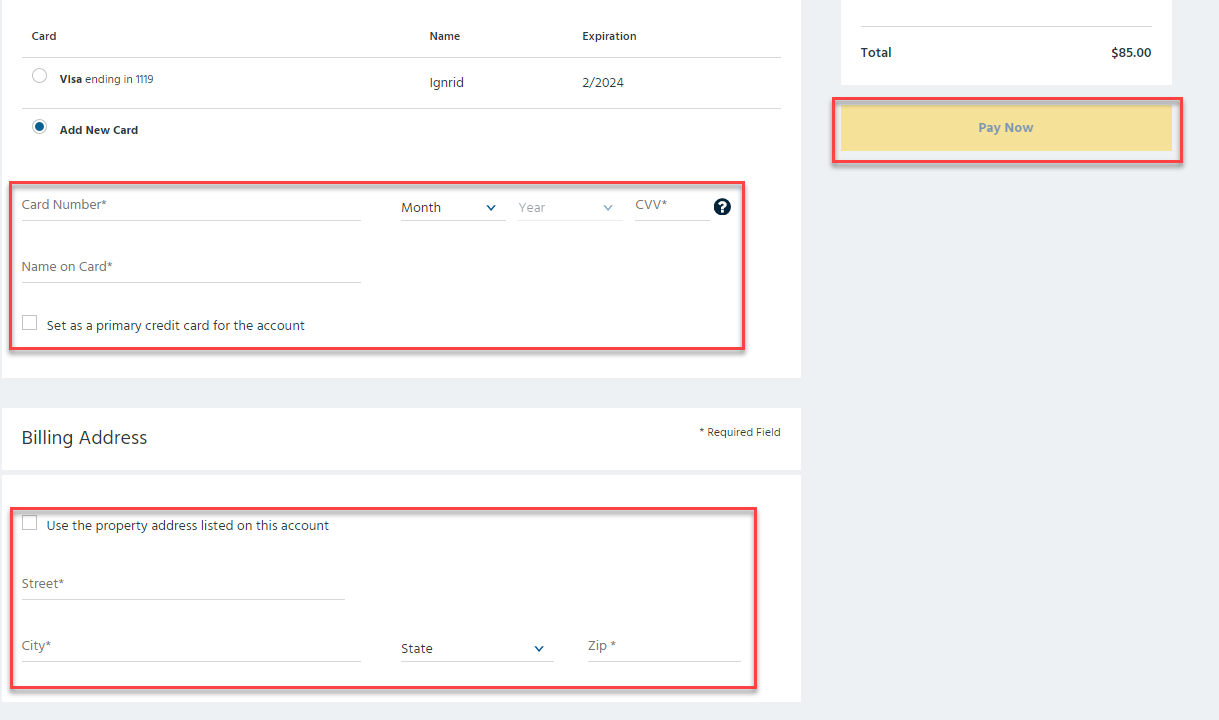 Card Name Expiration
Visa ending in 1119 Ignrid 2/2024
Add New Card
Card Number* Month Year CVV* ?
Name on Card*
Set as a primary credit card for the account
Billing Address * Required Field
Use the property address listed on this account
Street*
City* State Zip *
Total $85.00
Pay Now